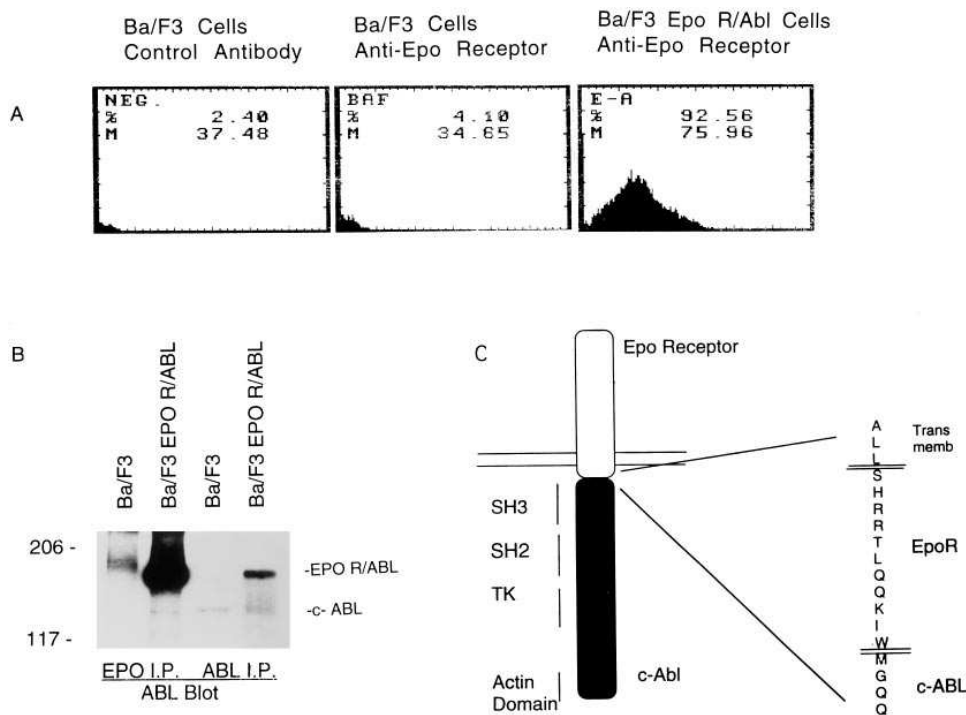 Ba/F3 Cells
Control Antibody
Ba/F3 Cells
Anti-Epo Receptor
Ba/F3 Epo R/Abl Cells
Anti-Epo Receptor
A
NEG.
% 2.40
M 37.48
BAF
% 4.10
M 34.65
E-A
% 92.56
M 75.96
B
Ba/F3
Ba/F3 EPO R/ABL
Ba/F3
Ba/F3 EPO R/ABL
206 -
-EPO R/ABL
-c- ABL
117 -
EPO I.P. ABL I.P.
ABL Blot
C
Epo Receptor
SH3
SH2
TK
Actin
Domain
c-Abl
A
L
L
S
H
R
R
T
L
Q
Q
K
I
W
M
G
Q
Q
Trans
memb
EpoR
c-ABL